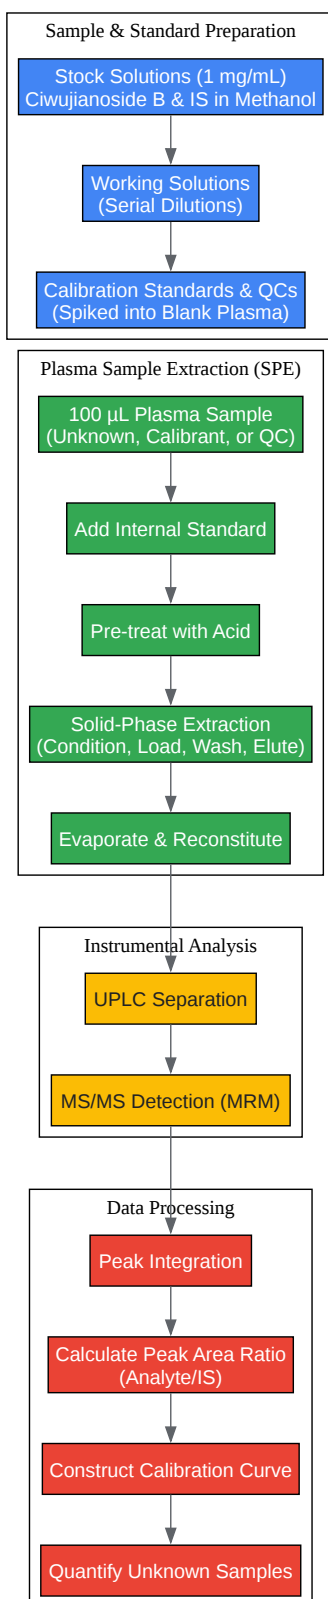 Sample & Standard Preparation
Stock Solutions (1 mg/mL)
Ciwujianoside B & IS in Methanol
Working Solutions
(Serial Dilutions)
Calibration Standards & QCs
(Spiked into Blank Plasma)
Plasma Sample Extraction (SPE)
100 µL Plasma Sample
(Unknown, Calibrant, or QC)
Add Internal Standard
Pre-treat with Acid
Solid-Phase Extraction
(Condition, Load, Wash, Elute)
Evaporate & Reconstitute
Instrumental Analysis
UPLC Separation
MS/MS Detection (MRM)
Data Processing
Peak Integration
Calculate Peak Area Ratio
(Analyte/IS)
Construct Calibration Curve
Quantify Unknown Samples